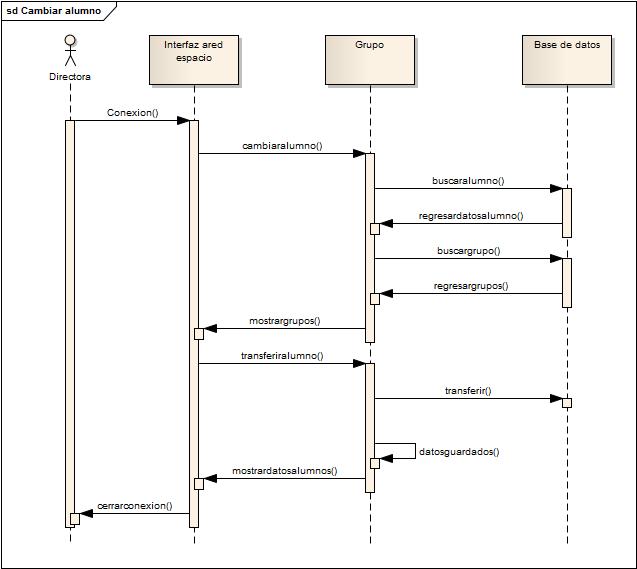 sd Cambiar alumno
Directora
Interfaz ared
espacio
Grupo
Base de datos
Conexion()
cambiaralumno()
buscaralumno()
regresardatosalumno()
buscargrupo()
regresargrupos()
mostrargrupos()
transferiralumno()
transferir()
datosguardados()
mostrardatosalumnos()
cerrarconexion()